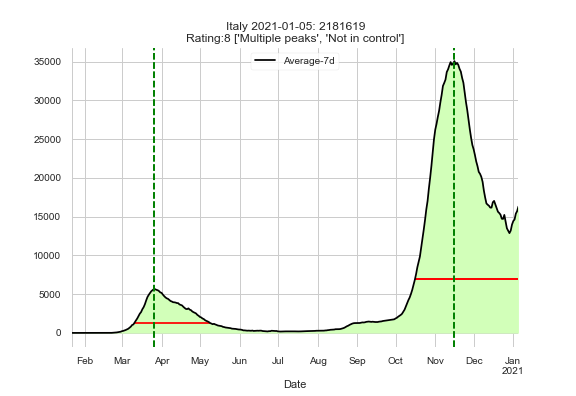 Italy 2021-01-05: 2181619
Rating:8 ['Multiple peaks', 'Not in control']
Average-7d
35000
30000
25000
20000
15000
10000
5000
0
Feb Mar Apr May Jun Jul Aug Sep Oct Nov Dec Jan
2021
Date